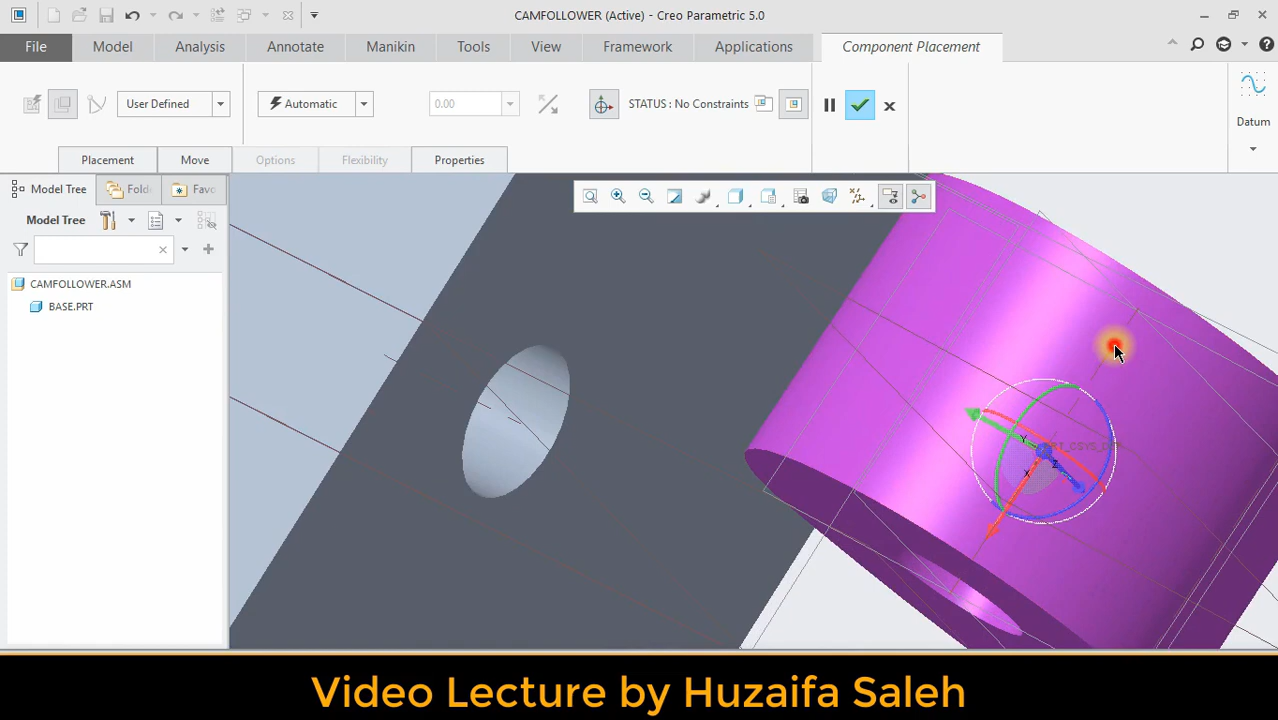 CAMFOLLOWER (Active) - Creo Parametric 5.0
File Model Analysis Annotate Manikin Tools View Framework Applications Component Placement
User Defined Automatic 0.00 STATUS : No Constraints
Datum
Placement Move Options Flexibility Properties
Model Tree Fold Favo
Model Tree
CAMFOLLOWER.ASM
BASE.PRT
Y
Z
X
Video Lecture by Huzaifa Saleh